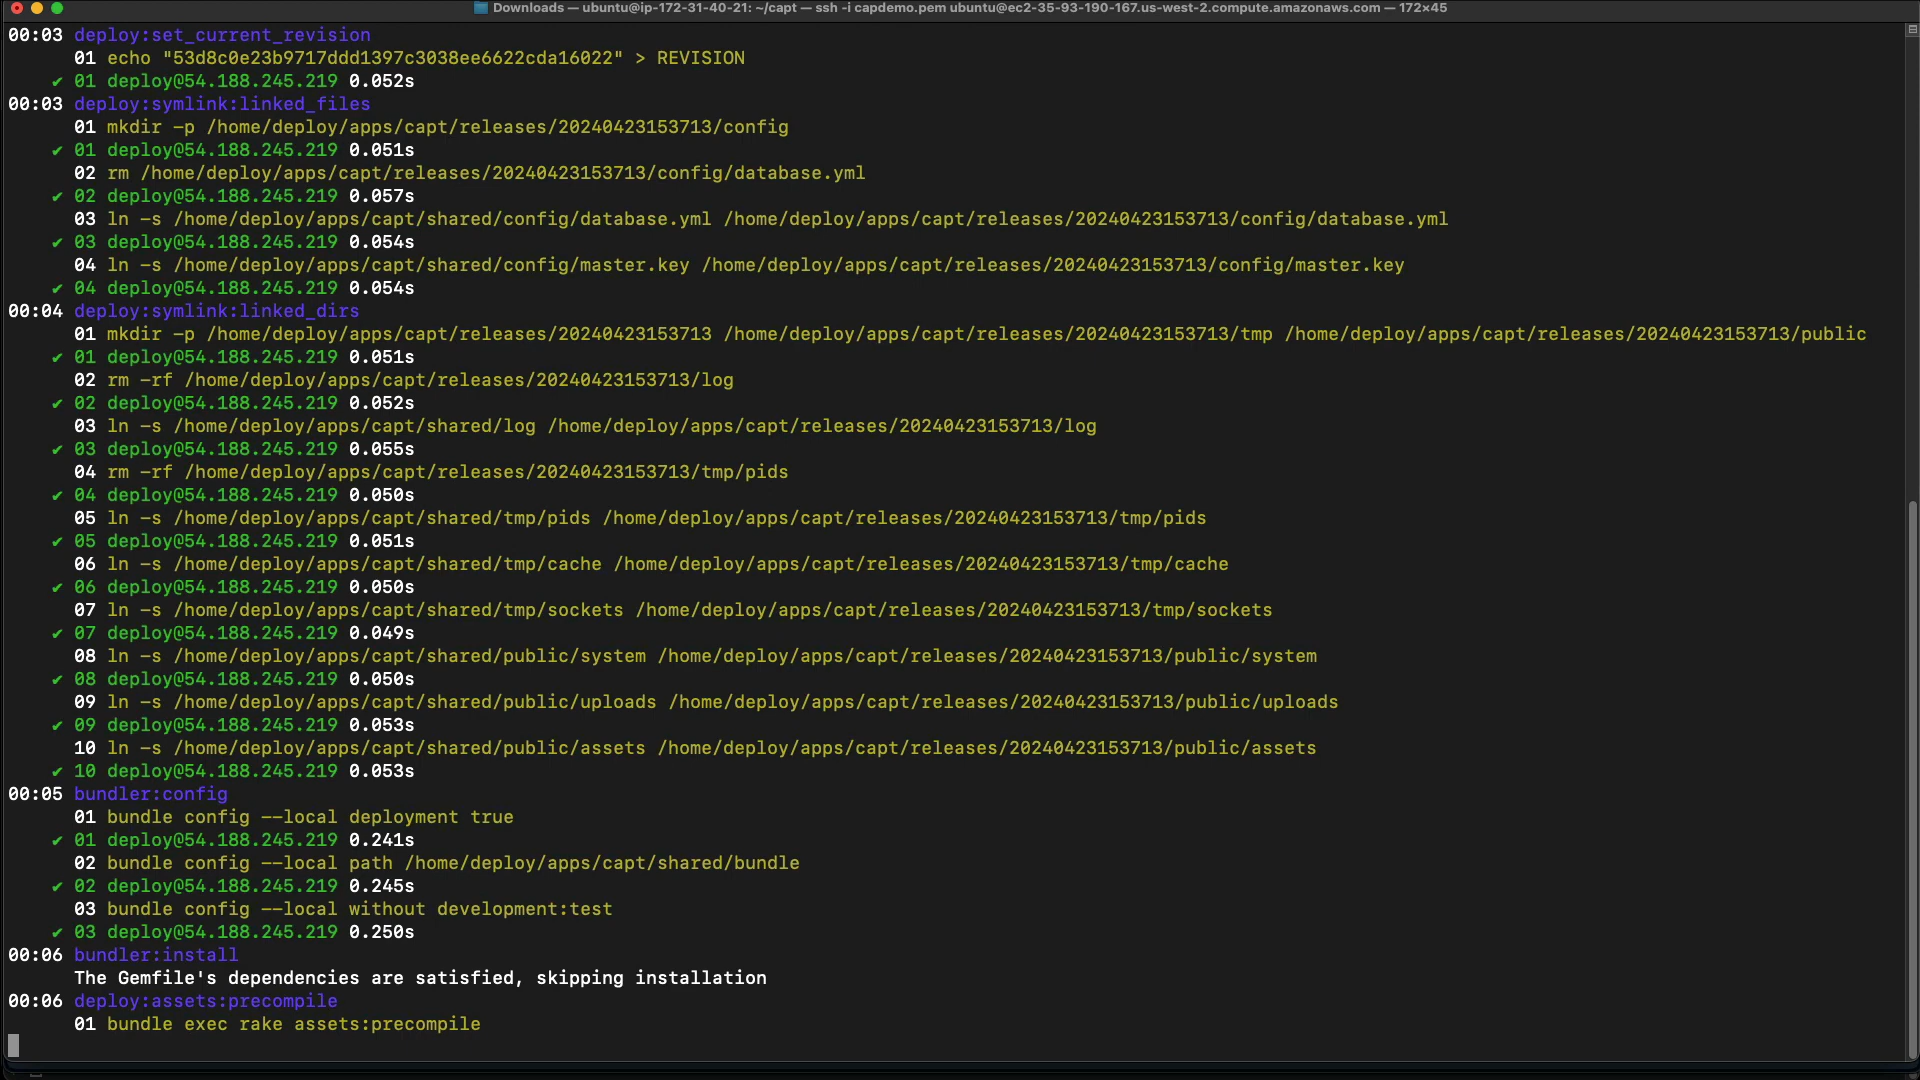 Downloads — ubuntu@ip-172-31-40-21: ~/capt — ssh -i capdemo.pem ubuntu@ec2-35-93-190-167.us-west-2.compute.amazonaws.com — 172×45
00:03 deploy:set_current_revision
01 echo "53d8c0e23b9717ddd1397c3038ee6622cda16022" > REVISION
✔ 01 deploy@54.188.245.219 0.052s
00:03 deploy:symlink:linked_files
01 mkdir -p /home/deploy/apps/capt/releases/20240423153713/config
✔ 01 deploy@54.188.245.219 0.051s
02 rm /home/deploy/apps/capt/releases/20240423153713/config/database.yml
✔ 02 deploy@54.188.245.219 0.057s
03 ln -s /home/deploy/apps/capt/shared/config/database.yml /home/deploy/apps/capt/releases/20240423153713/config/database.yml
✔ 03 deploy@54.188.245.219 0.054s
04 ln -s /home/deploy/apps/capt/shared/config/master.key /home/deploy/apps/capt/releases/20240423153713/config/master.key
✔ 04 deploy@54.188.245.219 0.054s
00:04 deploy:symlink:linked_dirs
01 mkdir -p /home/deploy/apps/capt/releases/20240423153713 /home/deploy/apps/capt/releases/20240423153713/tmp /home/deploy/apps/capt/releases/20240423153713/public
✔ 01 deploy@54.188.245.219 0.051s
02 rm -rf /home/deploy/apps/capt/releases/20240423153713/log
✔ 02 deploy@54.188.245.219 0.052s
03 ln -s /home/deploy/apps/capt/shared/log /home/deploy/apps/capt/releases/20240423153713/log
✔ 03 deploy@54.188.245.219 0.055s
04 rm -rf /home/deploy/apps/capt/releases/20240423153713/tmp/pids
✔ 04 deploy@54.188.245.219 0.050s
05 ln -s /home/deploy/apps/capt/shared/tmp/pids /home/deploy/apps/capt/releases/20240423153713/tmp/pids
✔ 05 deploy@54.188.245.219 0.051s
06 ln -s /home/deploy/apps/capt/shared/tmp/cache /home/deploy/apps/capt/releases/20240423153713/tmp/cache
✔ 06 deploy@54.188.245.219 0.050s
07 ln -s /home/deploy/apps/capt/shared/tmp/sockets /home/deploy/apps/capt/releases/20240423153713/tmp/sockets
✔ 07 deploy@54.188.245.219 0.049s
08 ln -s /home/deploy/apps/capt/shared/public/system /home/deploy/apps/capt/releases/20240423153713/public/system
✔ 08 deploy@54.188.245.219 0.050s
09 ln -s /home/deploy/apps/capt/shared/public/uploads /home/deploy/apps/capt/releases/20240423153713/public/uploads
✔ 09 deploy@54.188.245.219 0.053s
10 ln -s /home/deploy/apps/capt/shared/public/assets /home/deploy/apps/capt/releases/20240423153713/public/assets
✔ 10 deploy@54.188.245.219 0.053s
00:05 bundler:config
01 bundle config --local deployment true
✔ 01 deploy@54.188.245.219 0.241s
02 bundle config --local path /home/deploy/apps/capt/shared/bundle
✔ 02 deploy@54.188.245.219 0.245s
03 bundle config --local without development:test
✔ 03 deploy@54.188.245.219 0.250s
00:06 bundler:install
The Gemfile's dependencies are satisfied, skipping installation
00:06 deploy:assets:precompile
01 bundle exec rake assets:precompile